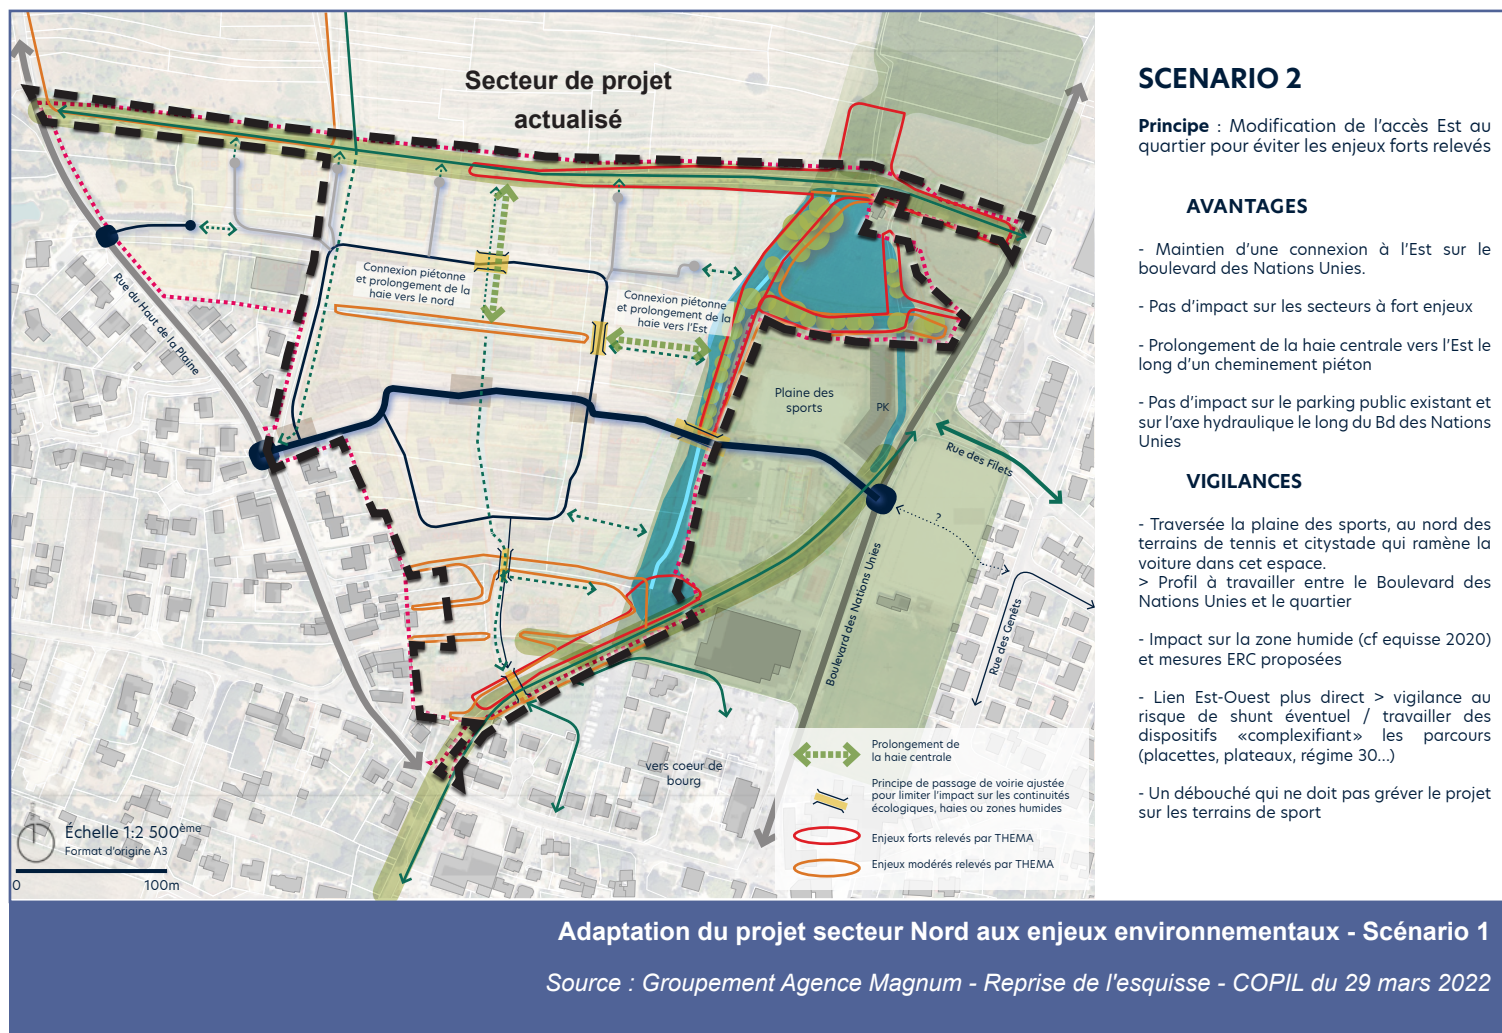 Secteur de projet
actualisé
Connexion piétonne
et prolongement de la
haie vers le nord
Connexion piétonne
et prolongement de la
haie vers l'Est
Rue du Haut de la Plaine
Plaine des
sports
PK
Rue des Filets
?
Boulevard des Nations Unies
Rue des Genêts
vers coeur de
bourg
Prolongement de
la haie centrale
Principe de passage de voirie ajustée
pour limiter l'impact sur les continuités
écologiques, haies ou zones humides
Enjeux forts relevés par THEMA
Enjeux modérés relevés par THEMA
Échelle 1:2 500ème
Format d'origine A3
0 100m
SCENARIO 2
Principe : Modification de l'accès Est au
quartier pour éviter les enjeux forts relevés
AVANTAGES
- Maintien d'une connexion à l'Est sur le
boulevard des Nations Unies.
- Pas d'impact sur les secteurs à fort enjeux
- Prolongement de la haie centrale vers l'Est le
long d'un cheminement piéton
- Pas d'impact sur le parking public existant et
sur l'axe hydraulique le long du Bd des Nations
Unies
VIGILANCES
- Traversée la plaine des sports, au nord des
terrains de tennis et citystade qui ramène la
voiture dans cet espace.
> Profil à travailler entre le Boulevard des
Nations Unies et le quartier
- Impact sur la zone humide (cf equisse 2020)
et mesures ERC proposées
- Lien Est-Ouest plus direct > vigilance au
risque de shunt éventuel / travailler des
dispositifs «complexifiant» les parcours
(placettes, plateaux, régime 30...)
- Un débouché qui ne doit pas gréver le projet
sur les terrains de sport
Adaptation du projet secteur Nord aux enjeux environnementaux - Scénario 1
Source : Groupement Agence Magnum - Reprise de l'esquisse - COPIL du 29 mars 2022